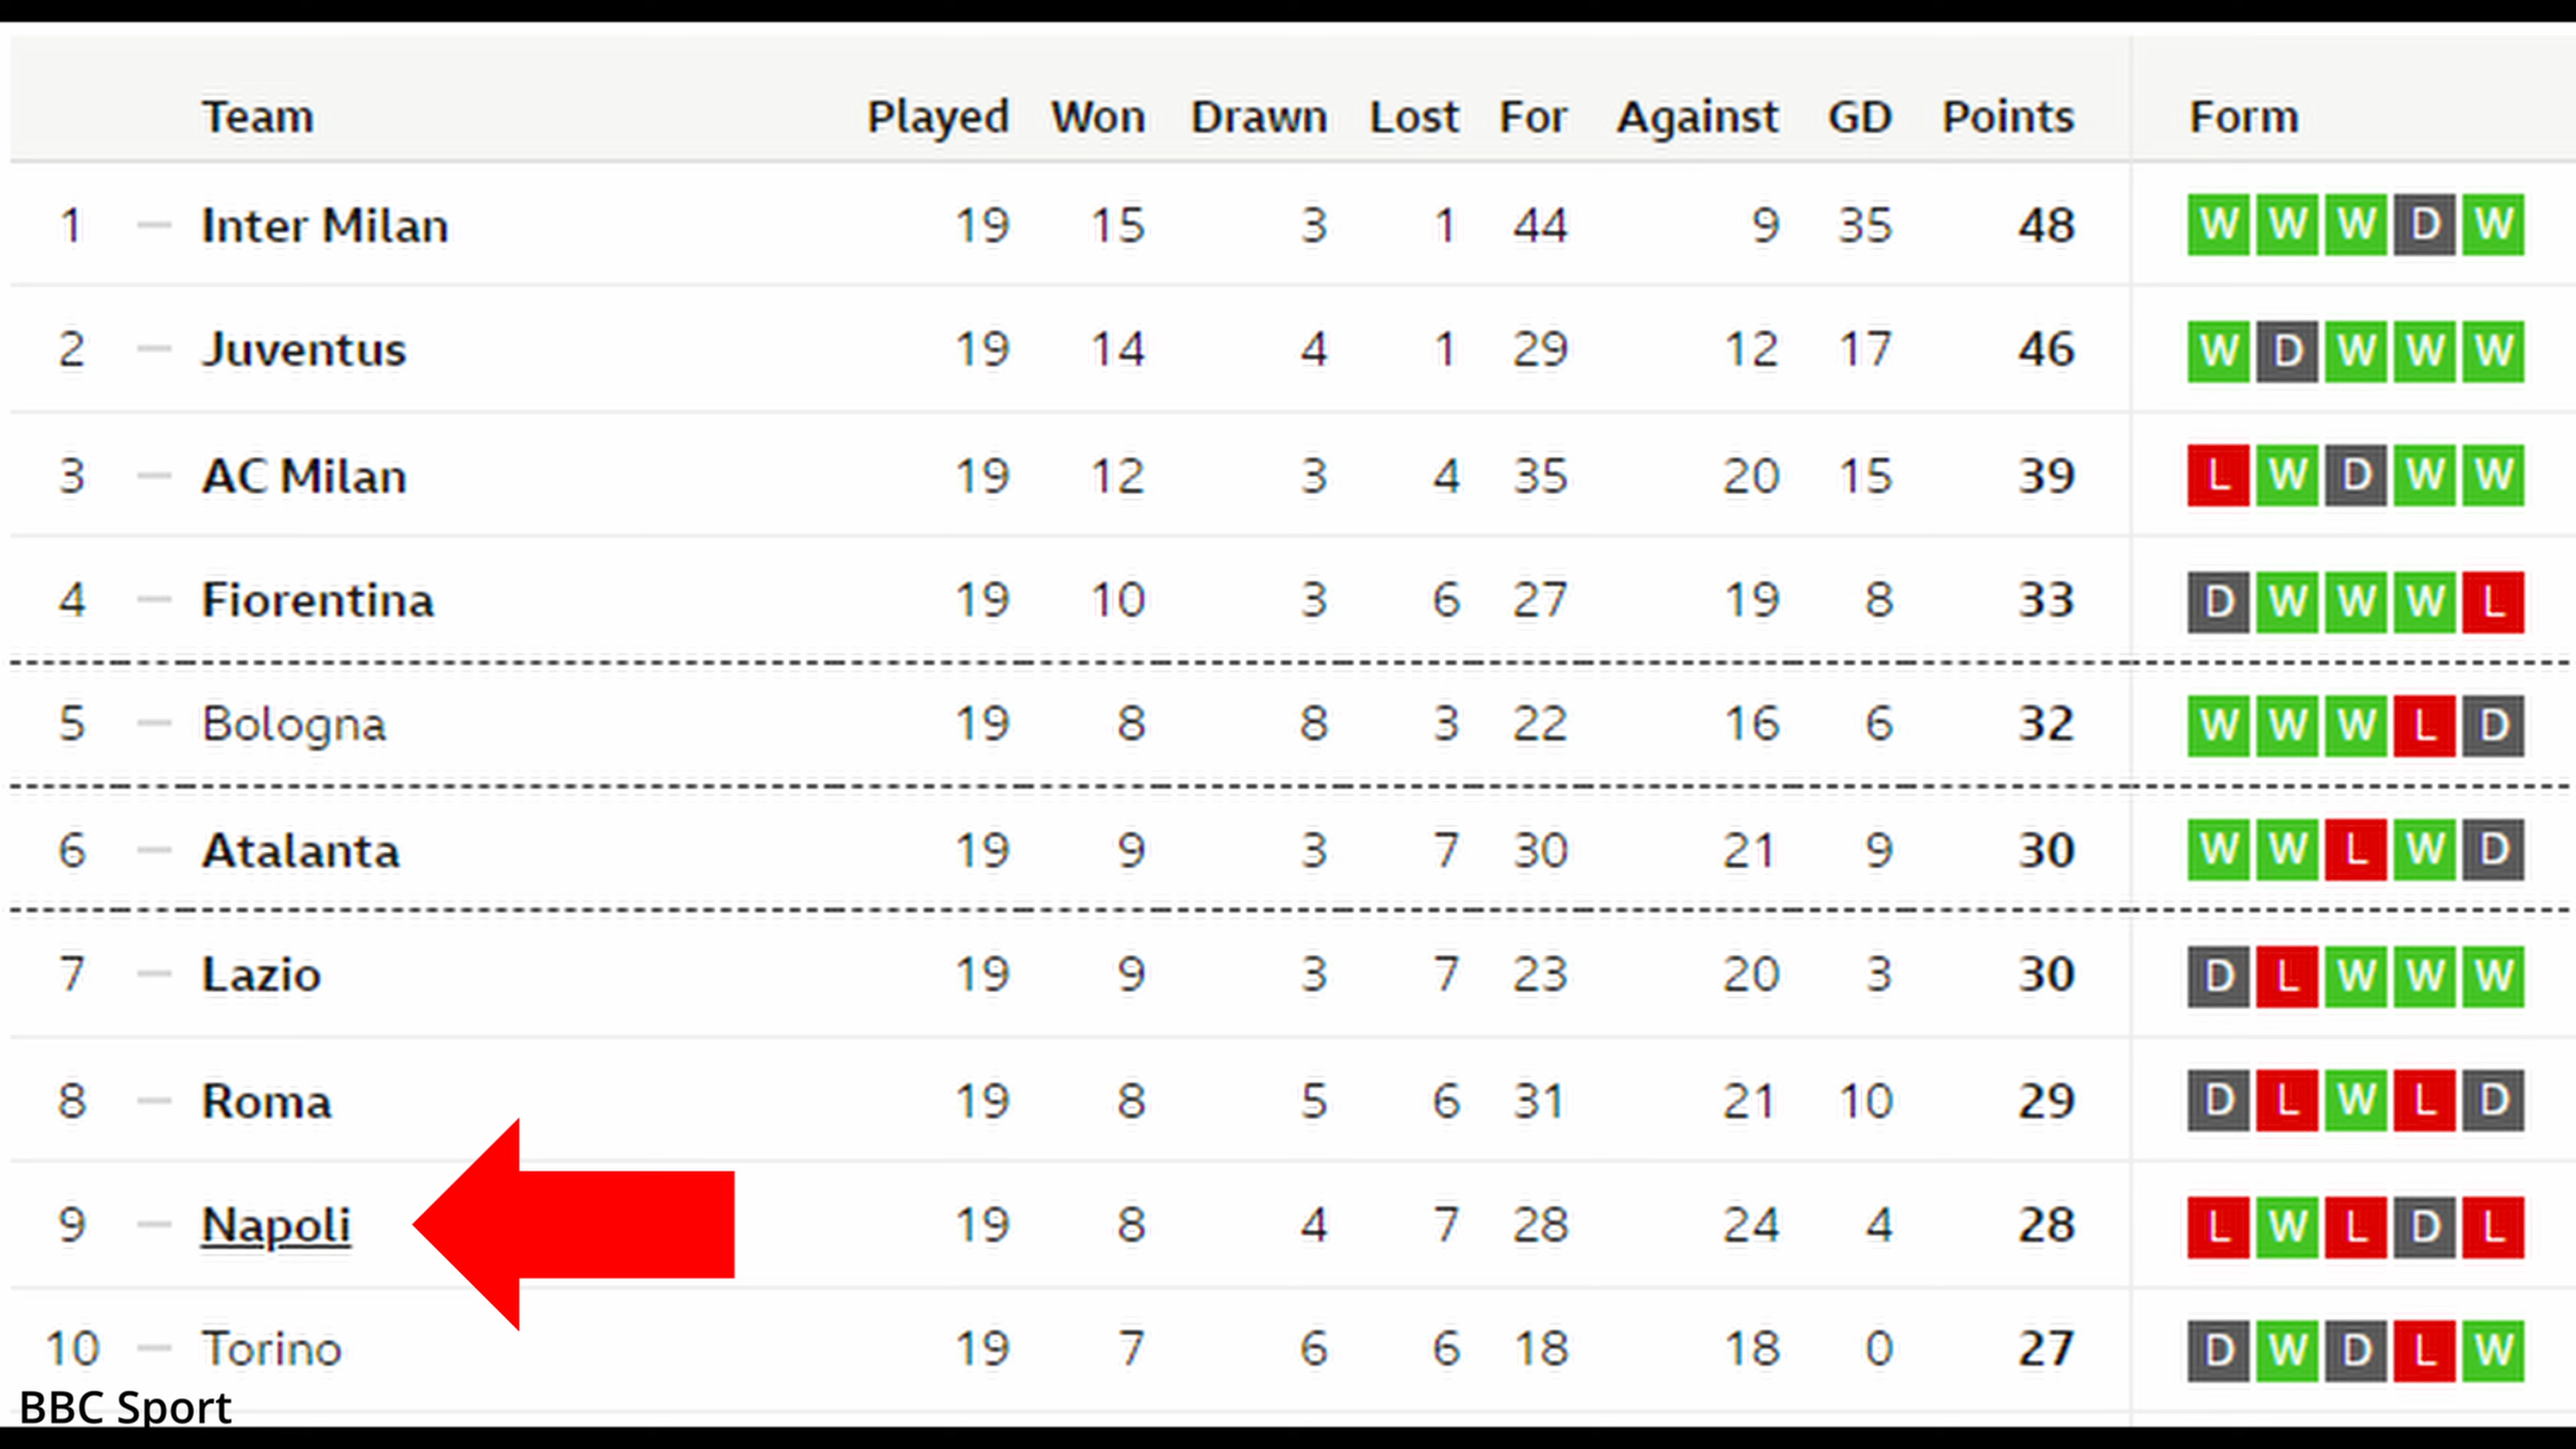 Team Played Won Drawn Lost For Against GD Points Form
1 — Inter Milan 19 15 3 1 44 9 35 48 W W W D W
2 — Juventus 19 14 4 1 29 12 17 46 W D W W W
3 — AC Milan 19 12 3 4 35 20 15 39 L W D W W
4 — Fiorentina 19 10 3 6 27 19 8 33 D W W W L
5 — Bologna 19 8 8 3 22 16 6 32 W W W L D
6 — Atalanta 19 9 3 7 30 21 9 30 W W L W D
7 — Lazio 19 9 3 7 23 20 3 30 D L W W W
8 — Roma 19 8 5 6 31 21 10 29 D L W L D
9 — Napoli 19 8 4 7 28 24 4 28 L W L D L
10 — Torino 19 7 6 6 18 18 0 27 D W D L W
BBC Sport